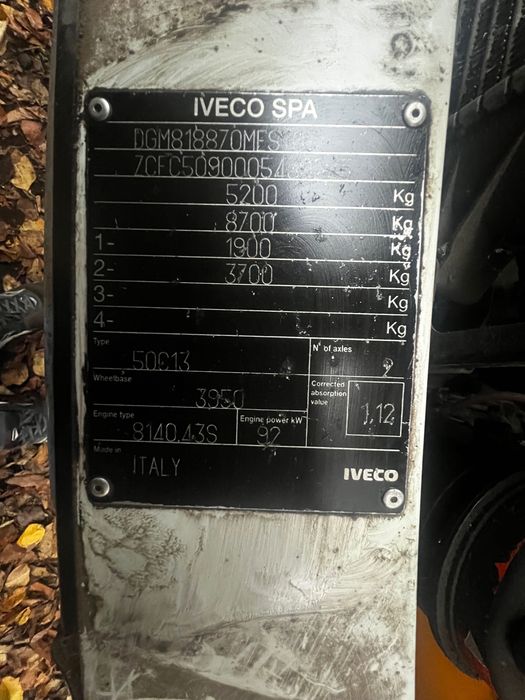 IVECO SPA
5200 Kg
8700 Kg
1- 1900 Kg
2- 3700 Kg
3- Kg
4- Kg
Type 50C13 N° of axles 2
Wheelbase 3950 Corrected absorption value 1,12
Engine type 8140.43S Engine power kW 92
Made in ITALY IVECO